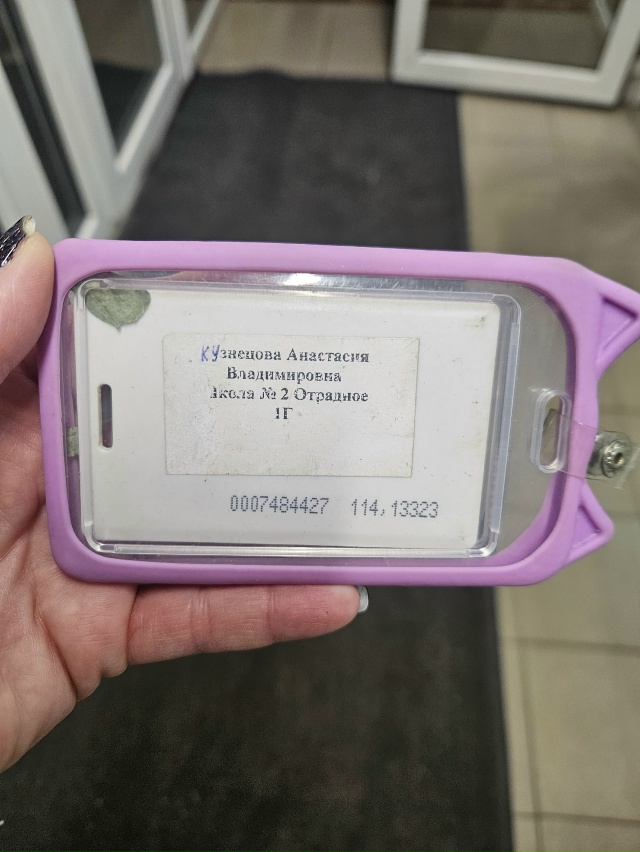 Кузнецова Анастасия
Владимировна
Школа № 2 Отрадное
1Г
0007484427 114,13323